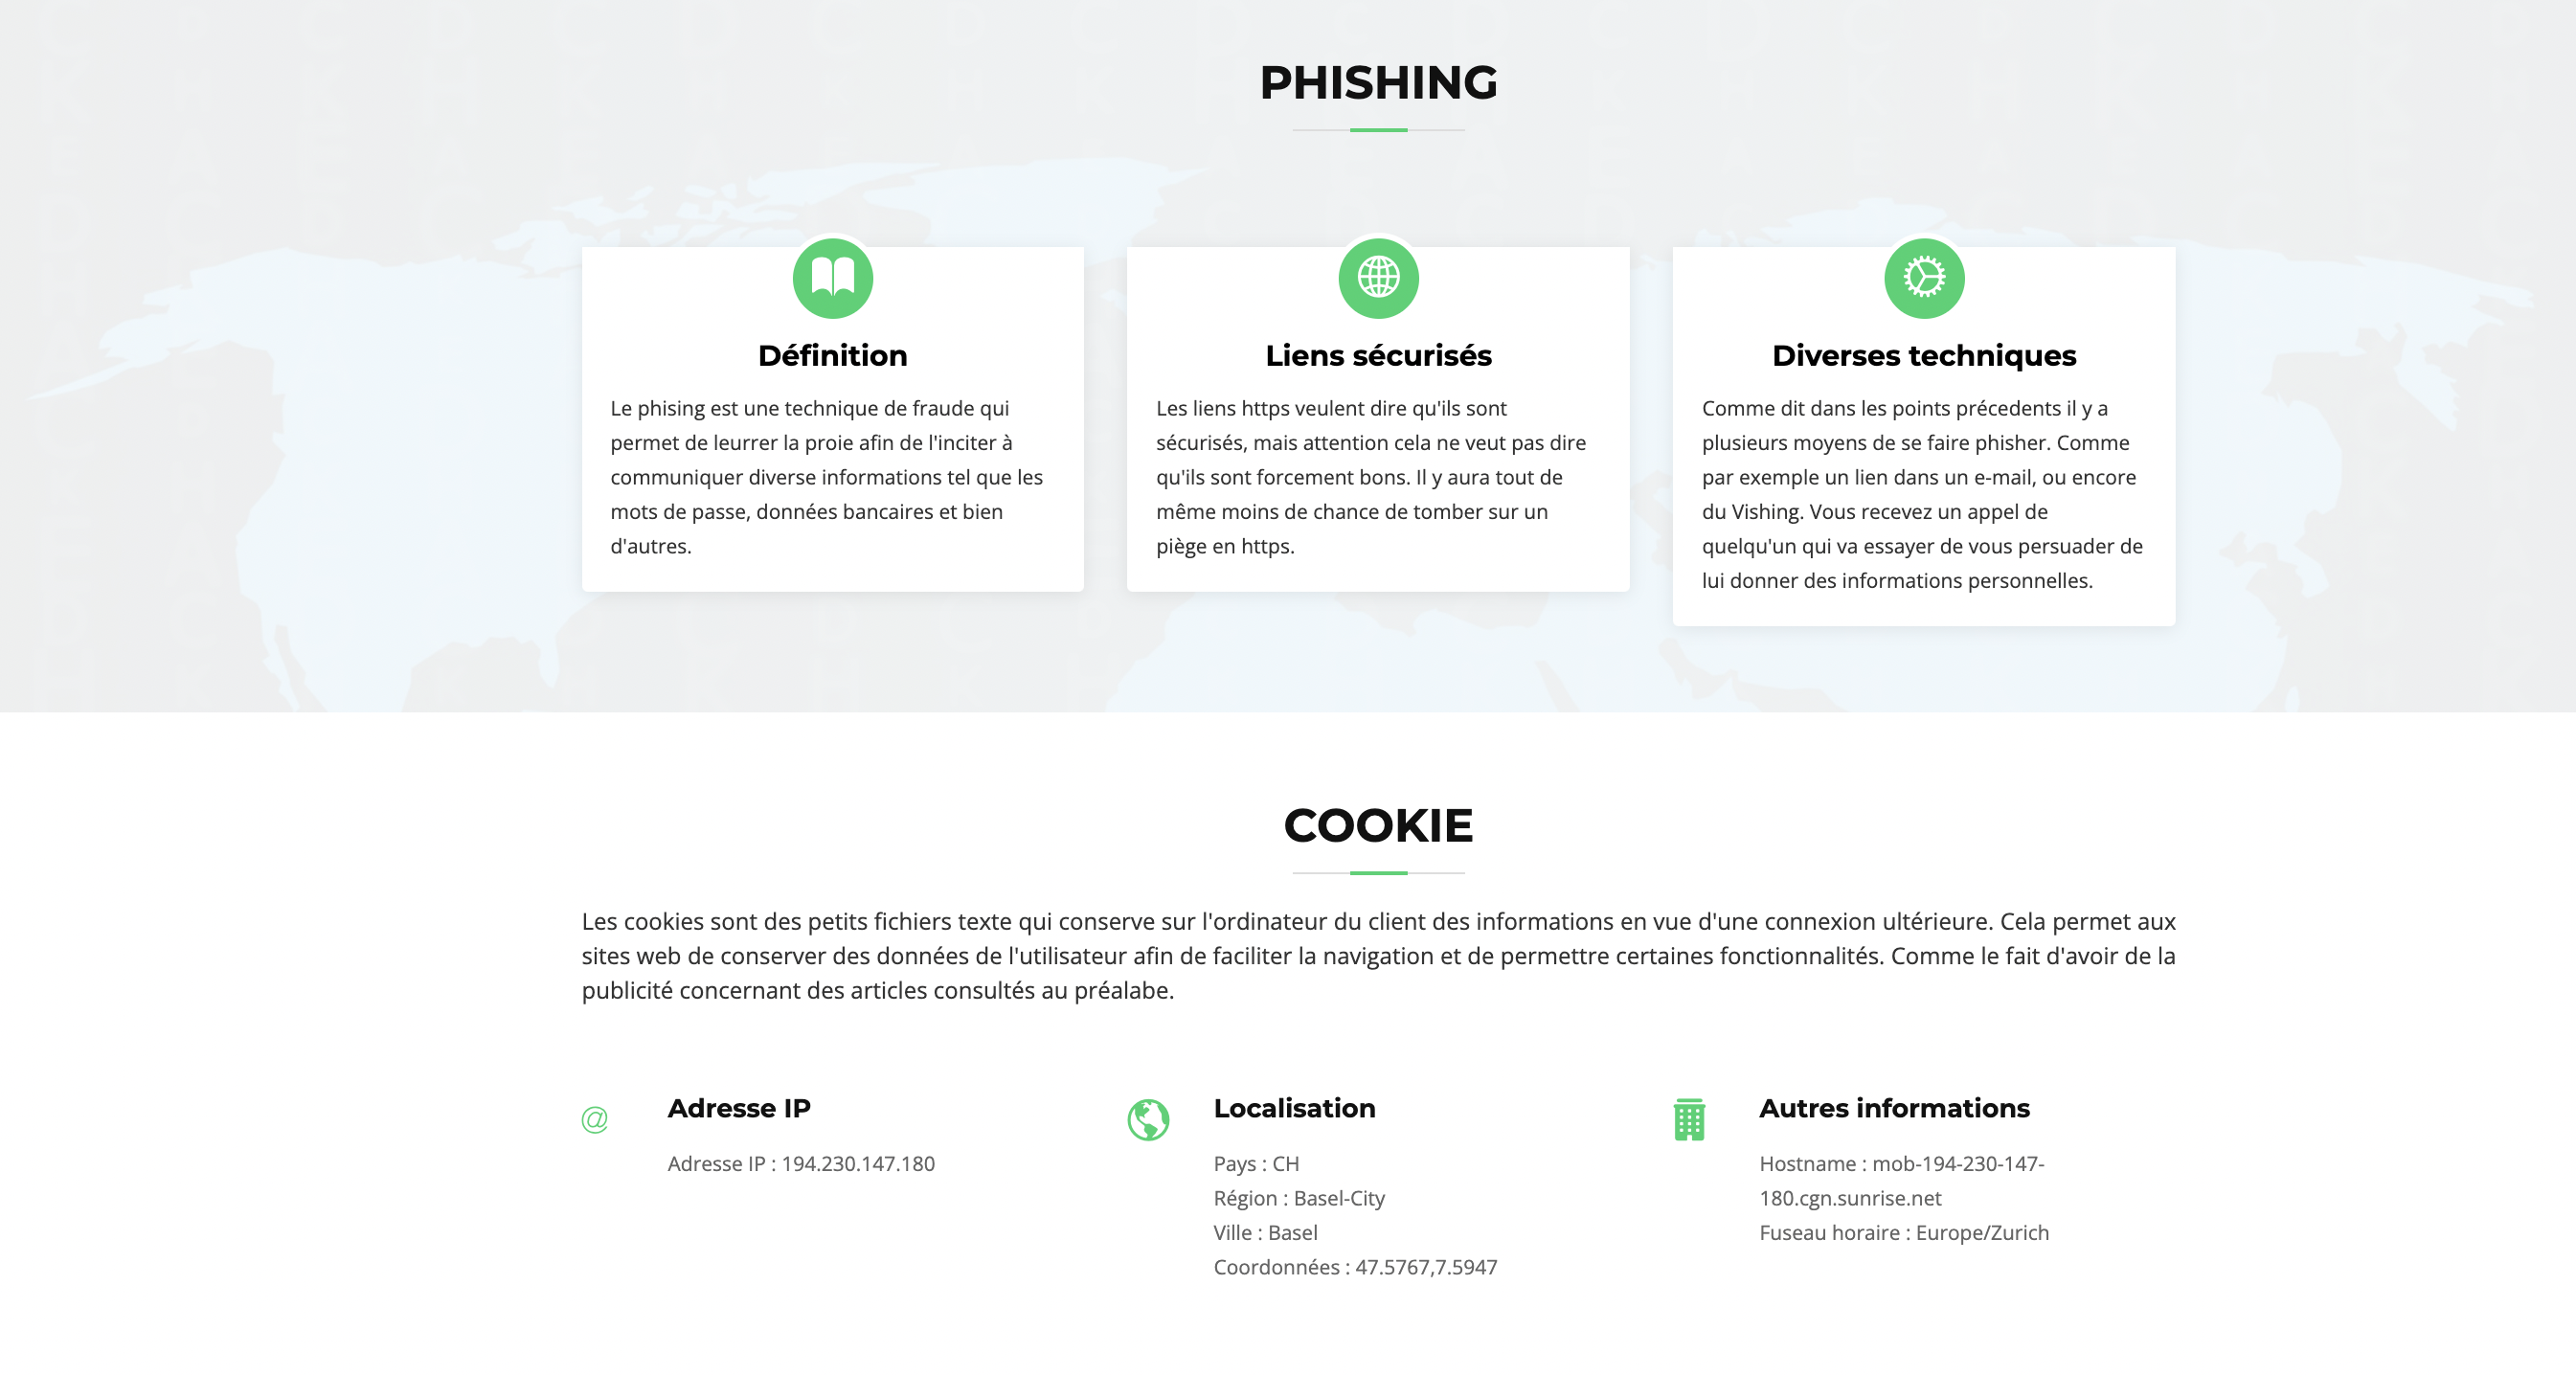 PHISHING
Définition
Le phising est une technique de fraude qui
permet de leurrer la proie afin de l'inciter à
communiquer diverse informations tel que les
mots de passe, données bancaires et bien
d'autres.
Liens sécurisés
Les liens https veulent dire qu'ils sont
sécurisés, mais attention cela ne veut pas dire
qu'ils sont forcement bons. Il y aura tout de
même moins de chance de tomber sur un
piège en https.
Diverses techniques
Comme dit dans les points précedents il y a
plusieurs moyens de se faire phisher. Comme
par exemple un lien dans un e-mail, ou encore
du Vishing. Vous recevez un appel de
quelqu'un qui va essayer de vous persuader de
lui donner des informations personnelles.
COOKIE
Les cookies sont des petits fichiers texte qui conserve sur l'ordinateur du client des informations en vue d'une connexion ultérieure. Cela permet aux
sites web de conserver des données de l'utilisateur afin de faciliter la navigation et de permettre certaines fonctionnalités. Comme le fait d'avoir de la
publicité concernant des articles consultés au préalabe.
Adresse IP
Adresse IP : 194.230.147.180
Localisation
Pays : CH
Région : Basel-City
Ville : Basel
Coordonnées : 47.5767,7.5947
Autres informations
Hostname : mob-194-230-147-
180.cgn.sunrise.net
Fuseau horaire : Europe/Zurich